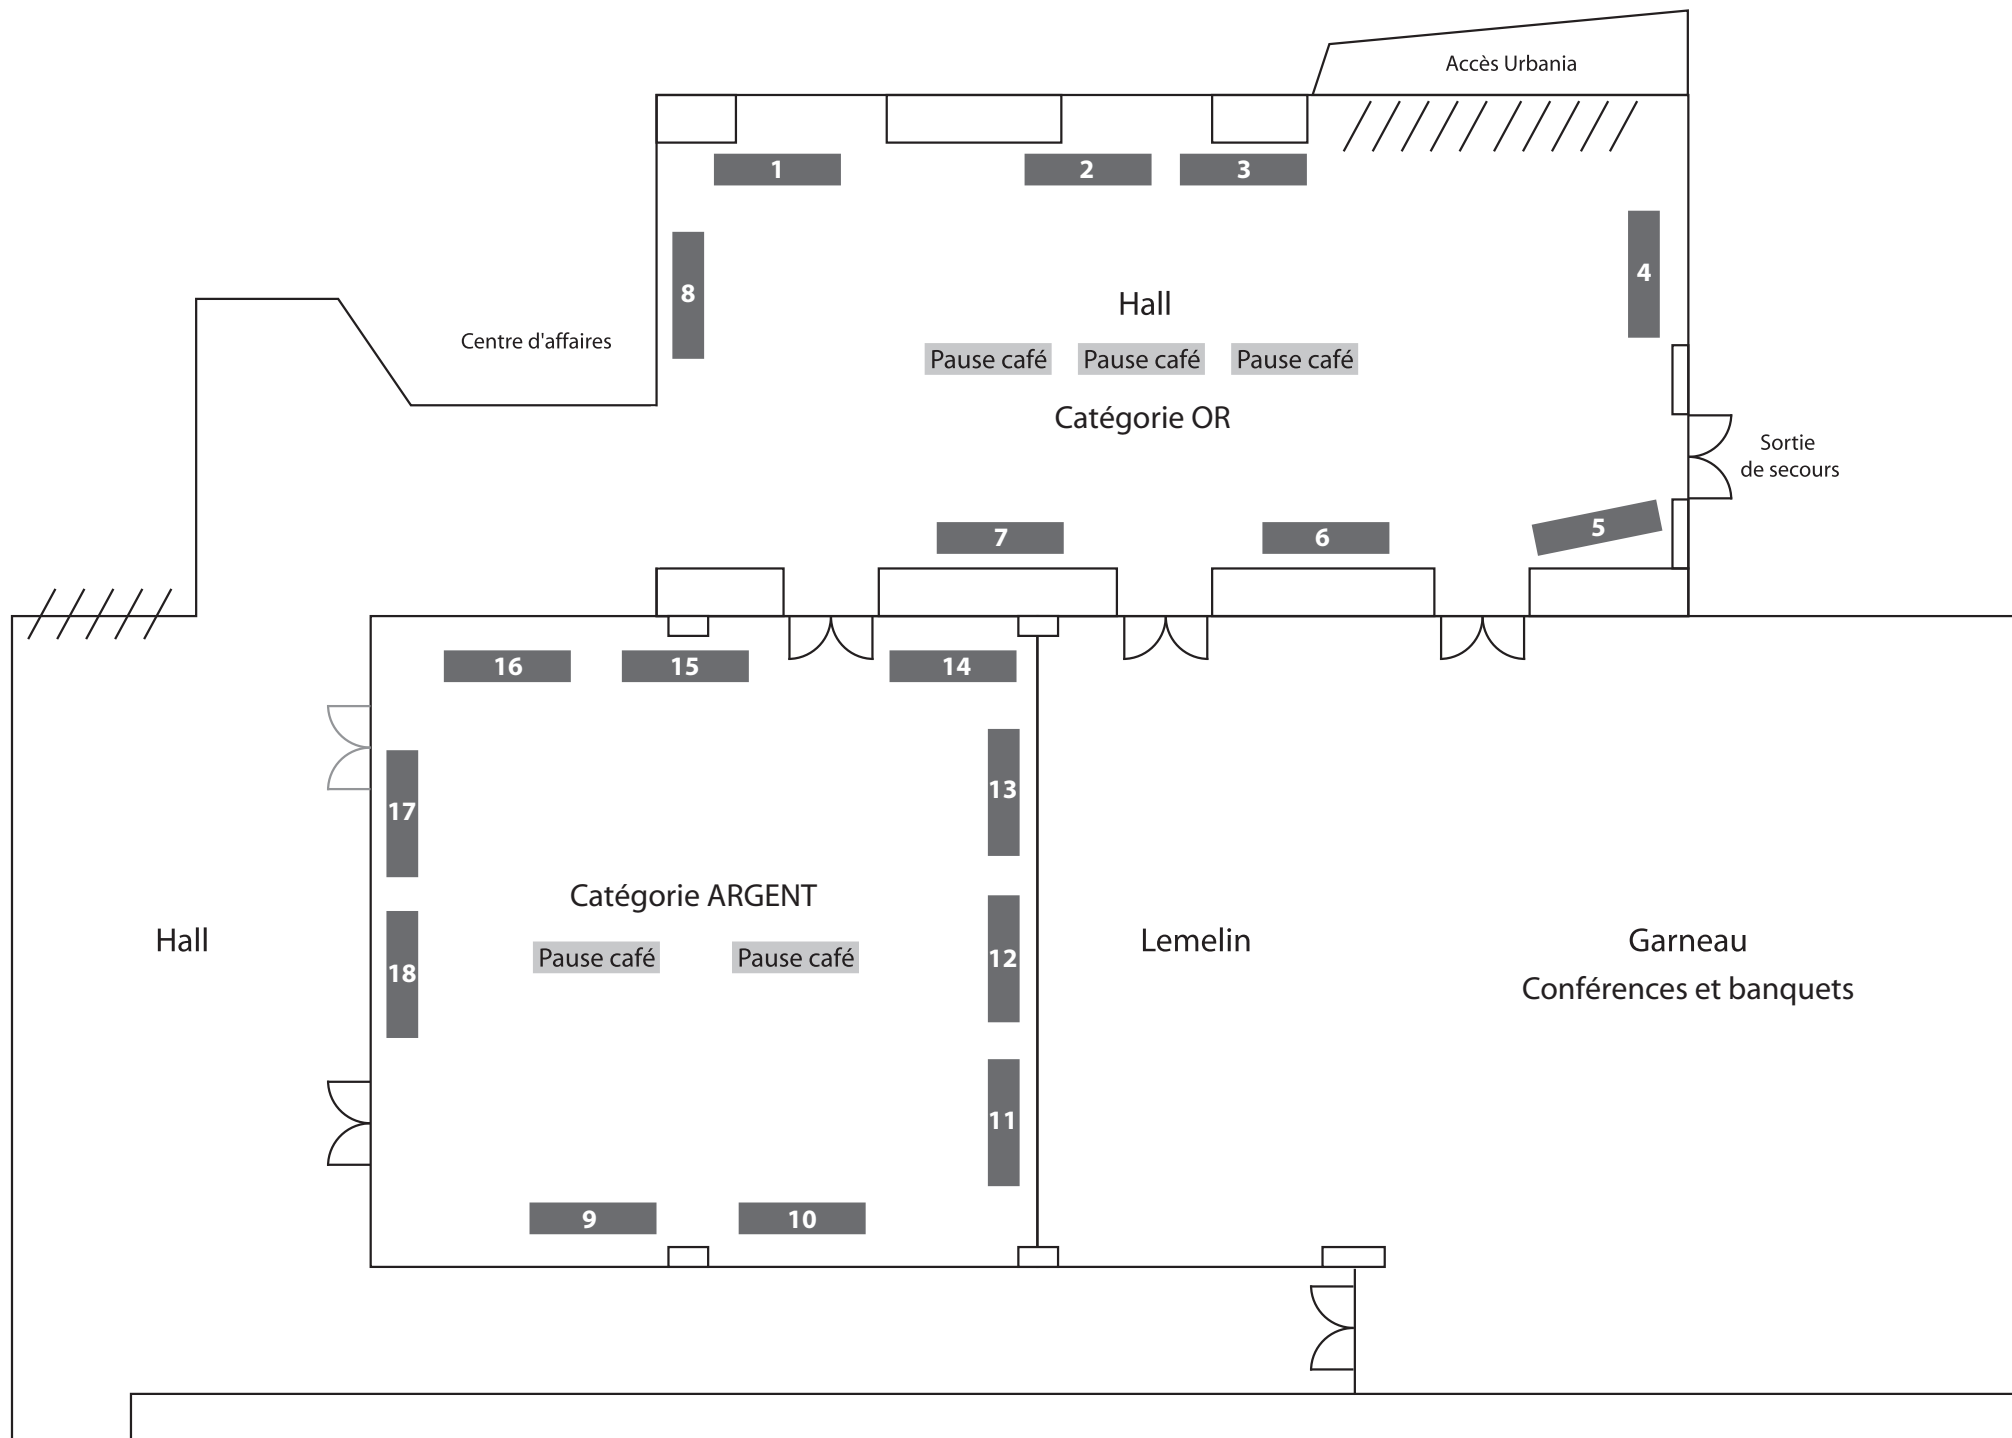 Accès Urbania
1
2
3
8
4
Hall
Centre d'affaires
Pause café
Pause café
Pause café
Catégorie OR
Sortie
de secours
7
6
5
16
15
14
13
17
Catégorie ARGENT
Hall
Pause café
Pause café
18
12
Lemelin
Garneau
Conférences et banquets
11
9
10